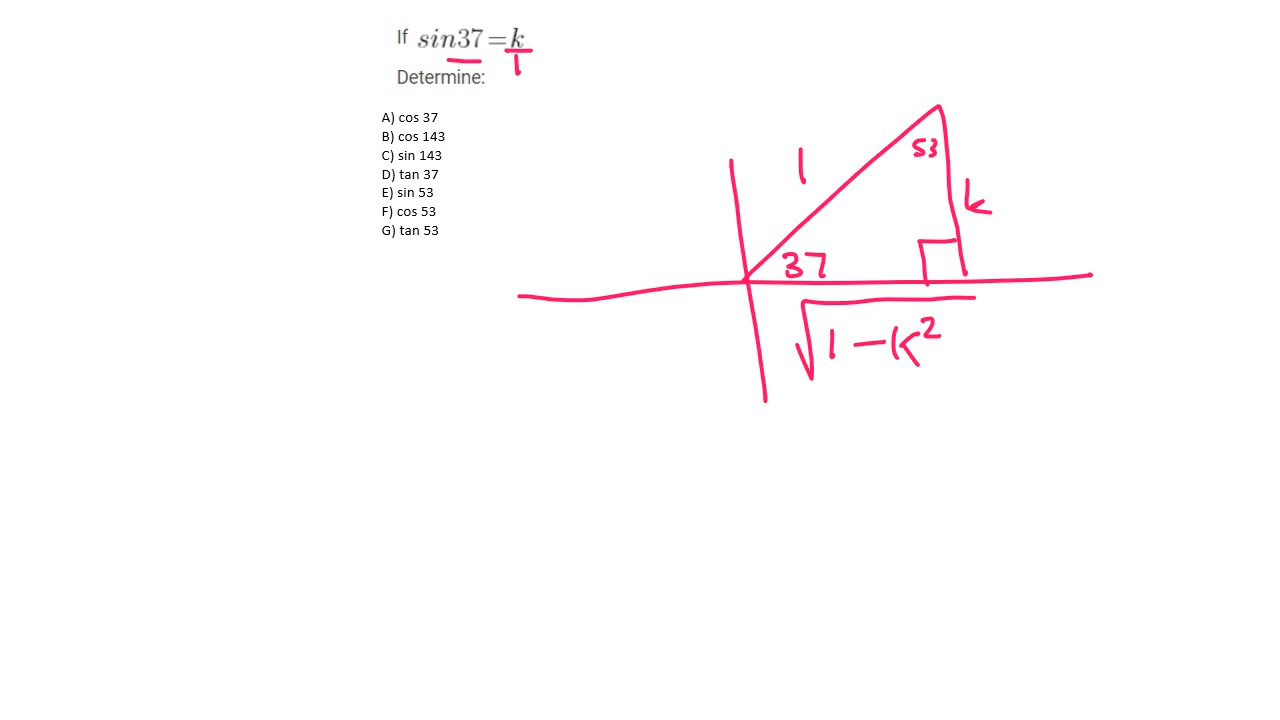 If sin37=k
1
Determine:
A) cos 37
B) cos 143
C) sin 143
D) tan 37
E) sin 53
F) cos 53
G) tan 53
53
1
k
37
√1-k²